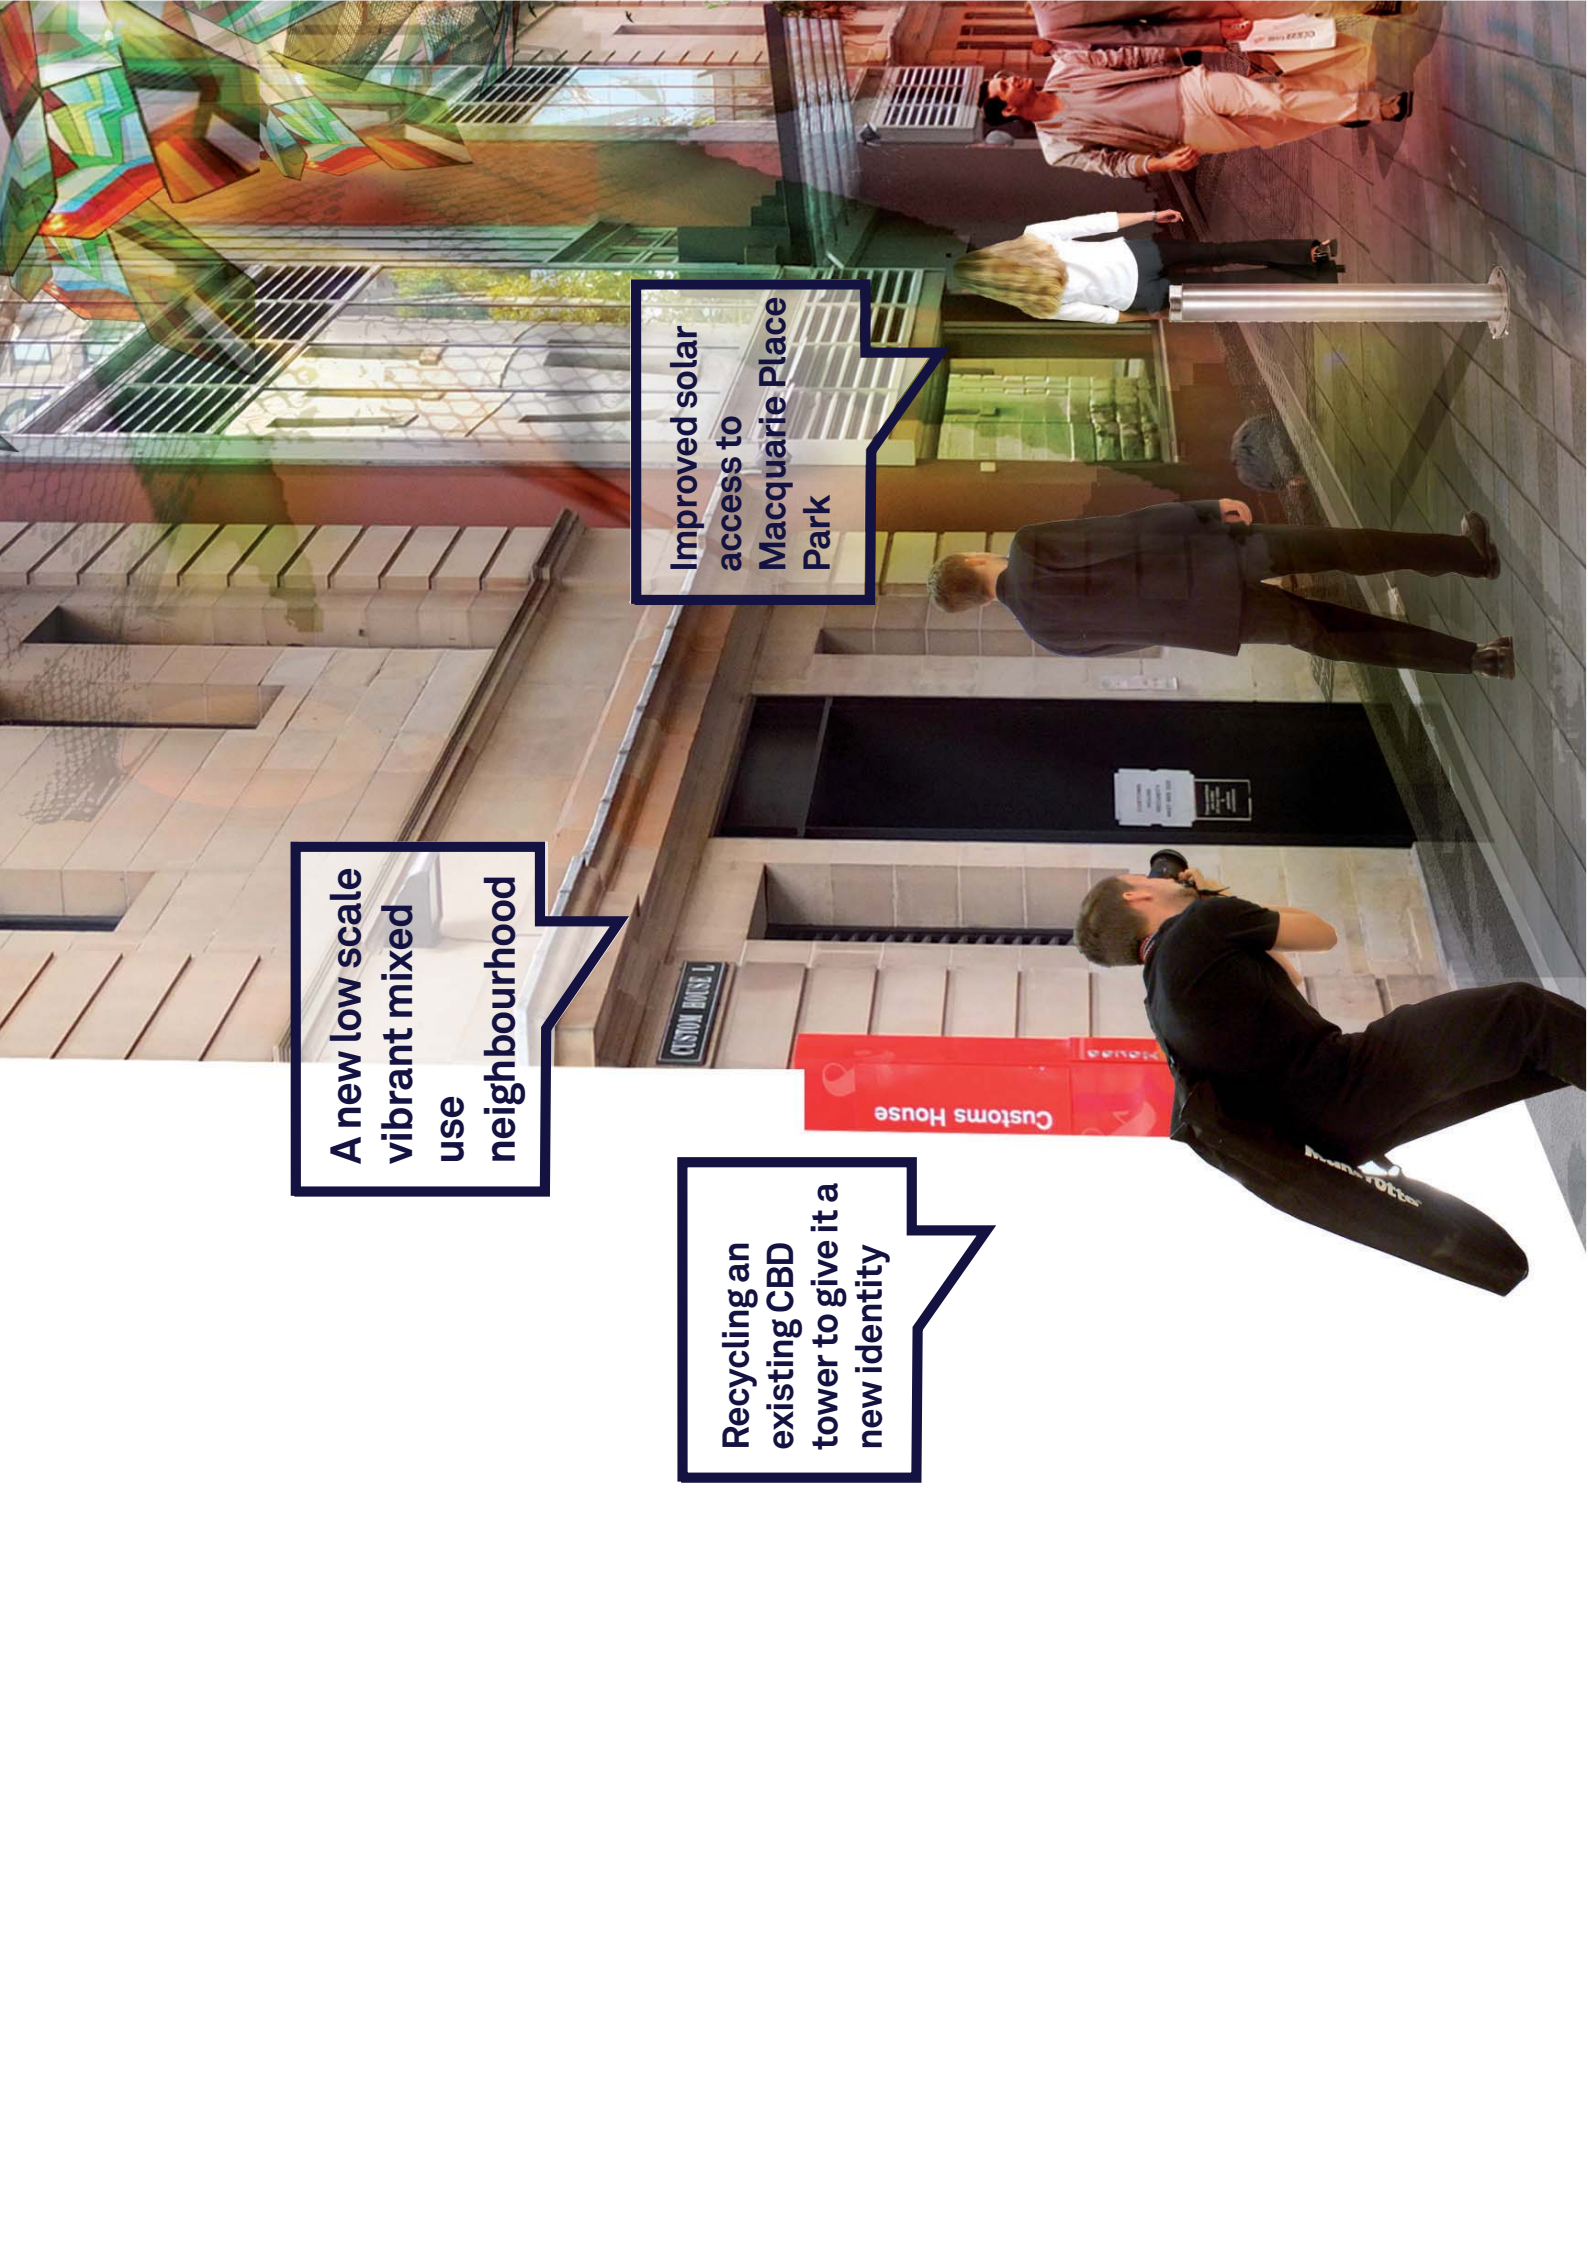 A new low scale
vibrant mixed
use
neighbourhood
Recycling an
existing CBD
tower to give it a
new identity
Improved solar
access to
Macquarie Place
Park
CUSTOM HOUSE L
Customs House
House